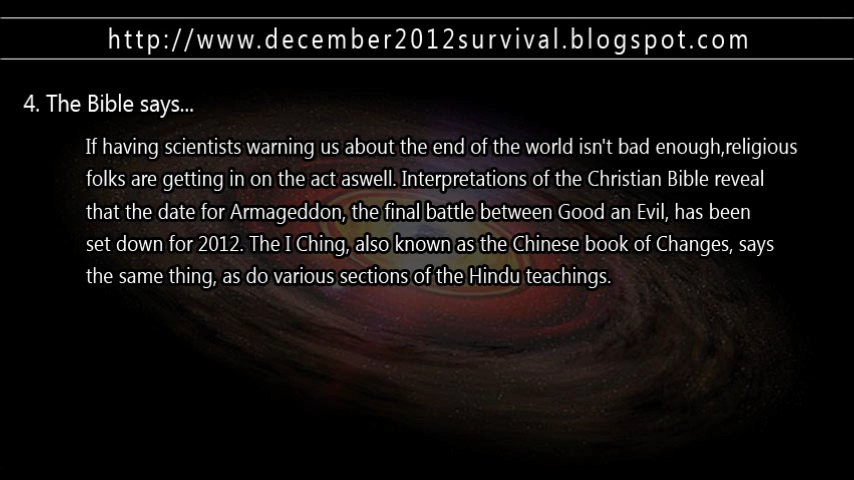 http://www.december2012survival.blogspot.com
4. The Bible says...
If having scientists warning us about the end of the world isn't bad enough,religious
folks are getting in on the act aswell. Interpretations of the Christian Bible reveal
that the date for Armageddon, the final battle between Good an Evil, has been
set down for 2012. The I Ching, also known as the Chinese book of Changes, says
the same thing, as do various sections of the Hindu teachings.